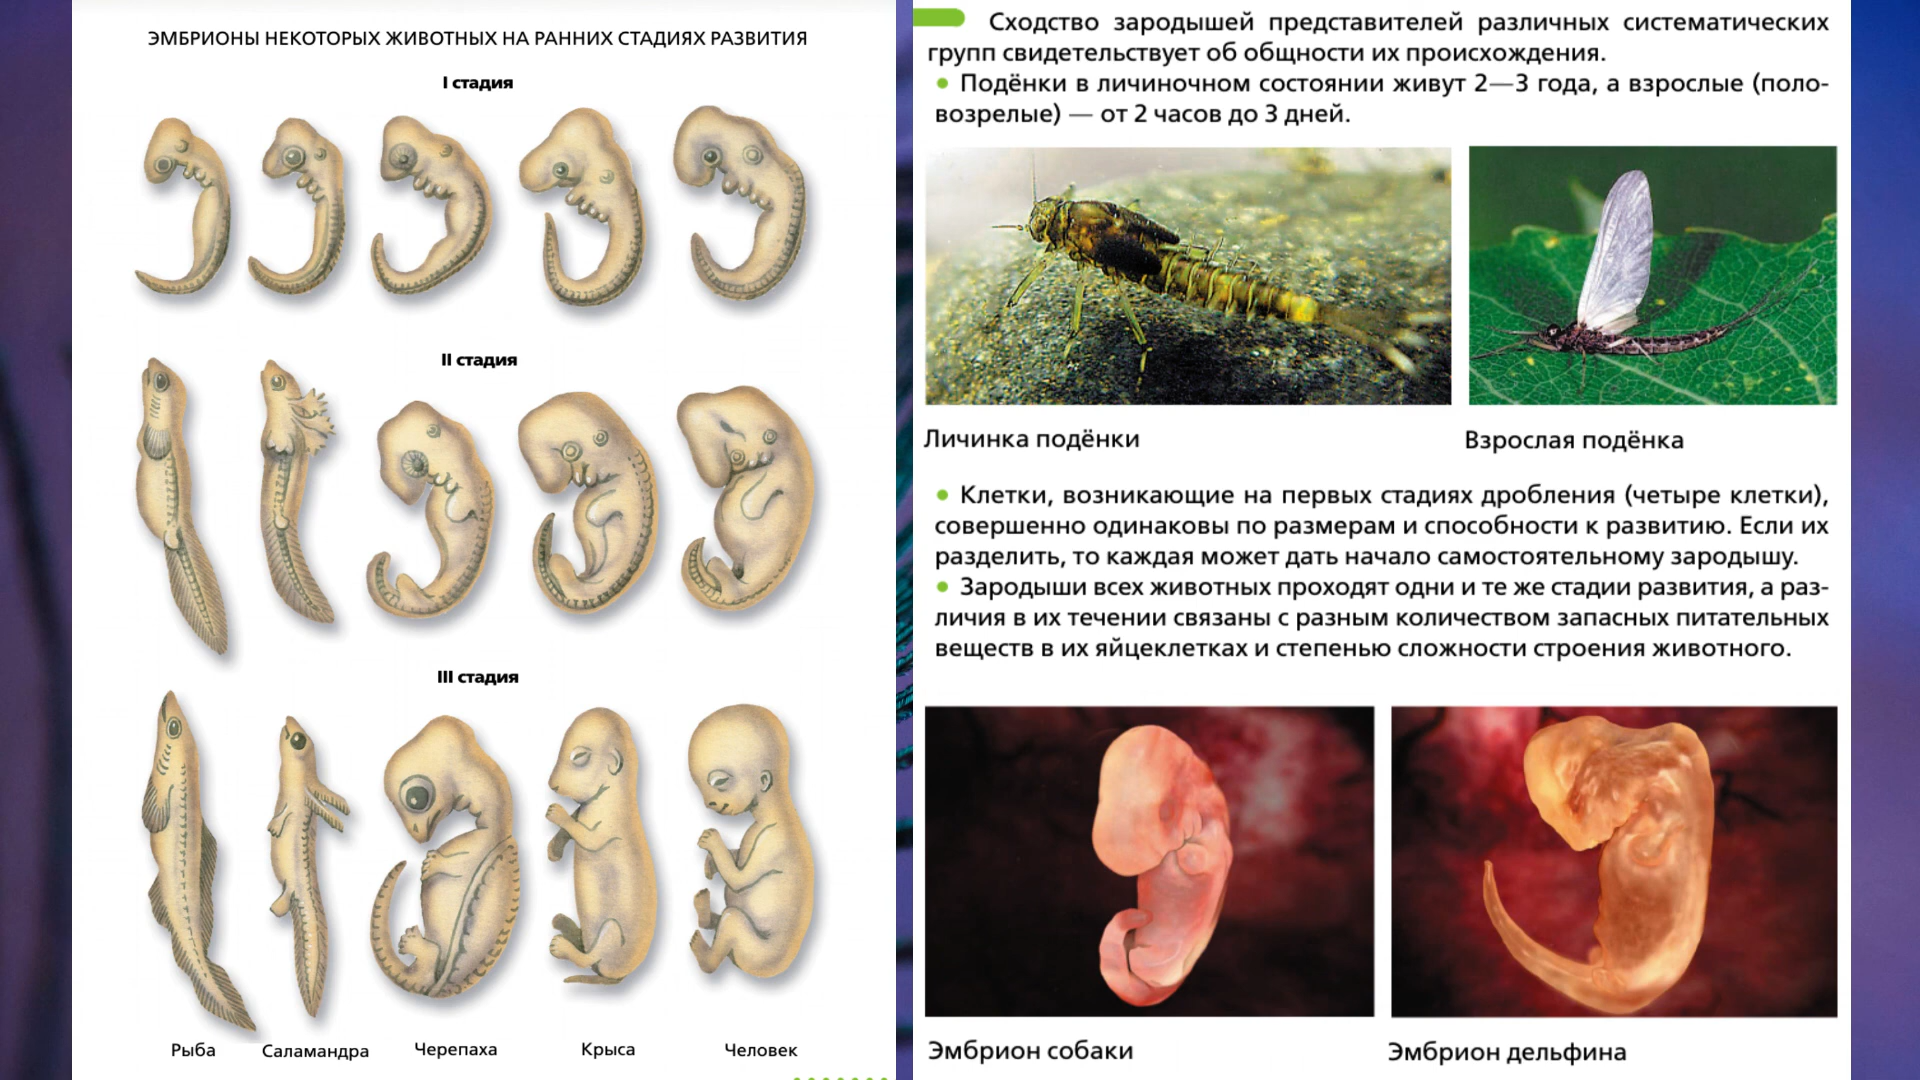 ЭМБРИОНЫ НЕКОТОРЫХ ЖИВОТНЫХ НА РАННИХ СТАДИЯХ РАЗВИТИЯ
I стадия
II стадия
III стадия
Рыба
Саламандра
Черепаха
Крыса
Человек
Сходство зародышей представителей различных систематических
групп свидетельствует об общности их происхождения.
• Подёнки в личиночном состоянии живут 2—3 года, а взрослые (поло-
возрелые) — от 2 часов до 3 дней.
Личинка подёнки
Взрослая подёнка
• Клетки, возникающие на первых стадиях дробления (четыре клетки),
совершенно одинаковы по размерам и способности к развитию. Если их
разделить, то каждая может дать начало самостоятельному зародышу.
• Зародыши всех животных проходят одни и те же стадии развития, а раз-
личия в их течении связаны с разным количеством запасных питательных
веществ в их яйцеклетках и степенью сложности строения животного.
Эмбрион собаки
Эмбрион дельфина